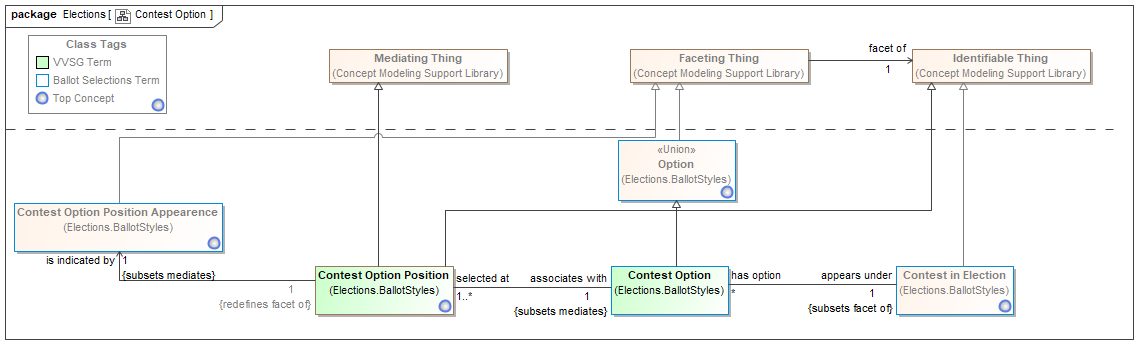 package Elections [ Contest Option ]
Class Tags
VVSG Term
Ballot Selections Term
Top Concept
Mediating Thing
(Concept Modeling Support Library)
Faceting Thing
(Concept Modeling Support Library)
facet of
1
Identifiable Thing
(Concept Modeling Support Library)
«Union»
Option
(Elections.BallotStyles)
Contest Option Position Appearence
(Elections.BallotStyles)
is indicated by
1
{subsets mediates}
1
{redefines facet of}
Contest Option Position
(Elections.BallotStyles)
selected at
1..*
associates with
1
{subsets mediates}
Contest Option
(Elections.BallotStyles)
has option
*
appears under
1
{subsets facet of}
Contest in Election
(Elections.BallotStyles)